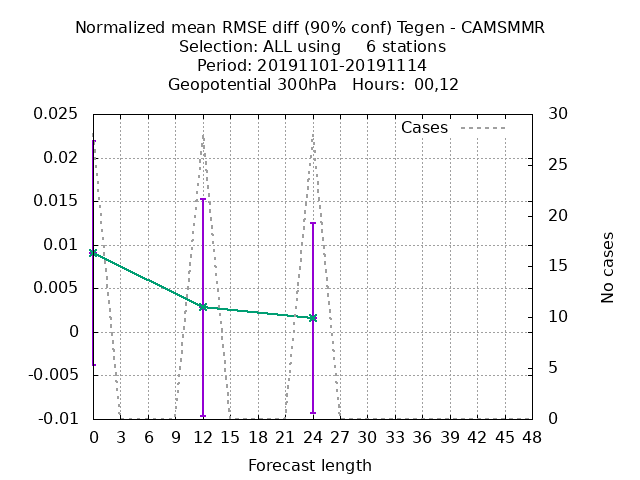 Normalized mean RMSE diff (90% conf) Tegen - CAMSMMR
Selection: ALL using     6 stations
Period: 20191101-20191114
Geopotential 300hPa   Hours: 00,12
Cases
0.025
0.02
0.015
0.01
0.005
0
-0.005
-0.01
30
25
20
15
10
5
0
No cases
0 3 6 9 12 15 18 21 24 27 30 33 36 39 42 45 48
Forecast length